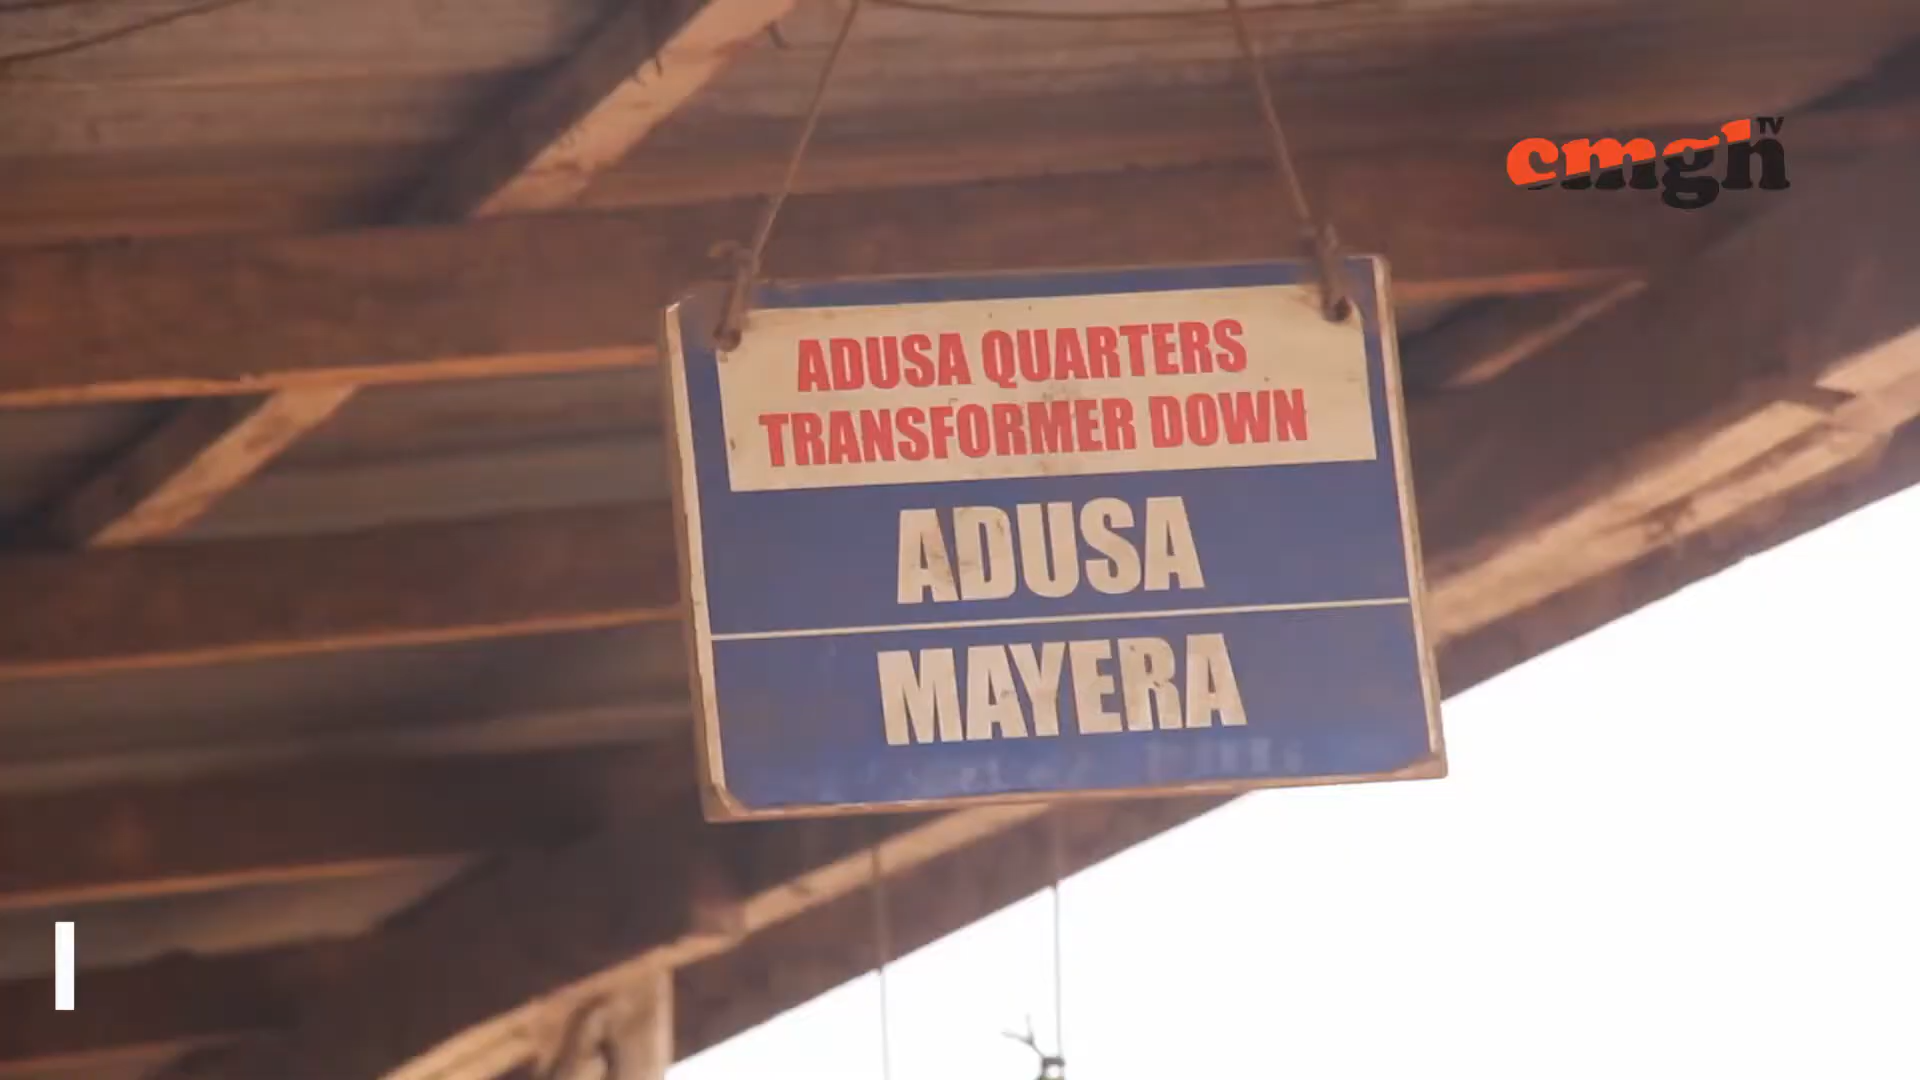 cmgh TV
ADUSA QUARTERS
TRANSFORMER DOWN
ADUSA
MAYERA